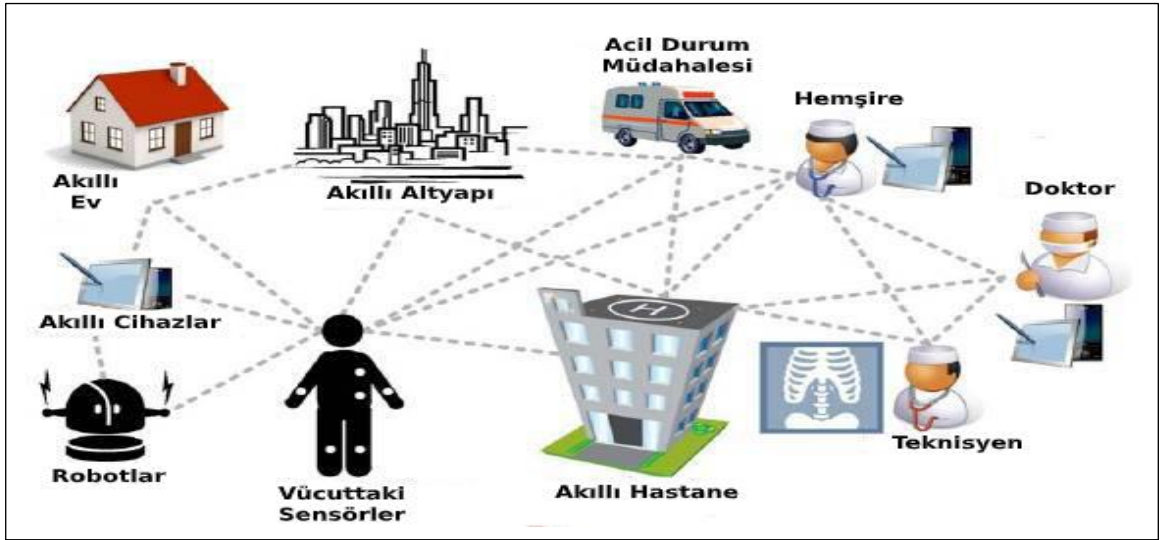 Acil Durum
Müdahalesi
Hemşire
Akıllı
Ev
Akıllı Altyapı
Doktor
Akıllı Cihazlar
H
Robotlar
Vücuttaki
Sensörler
Akıllı Hastane
Teknisyen